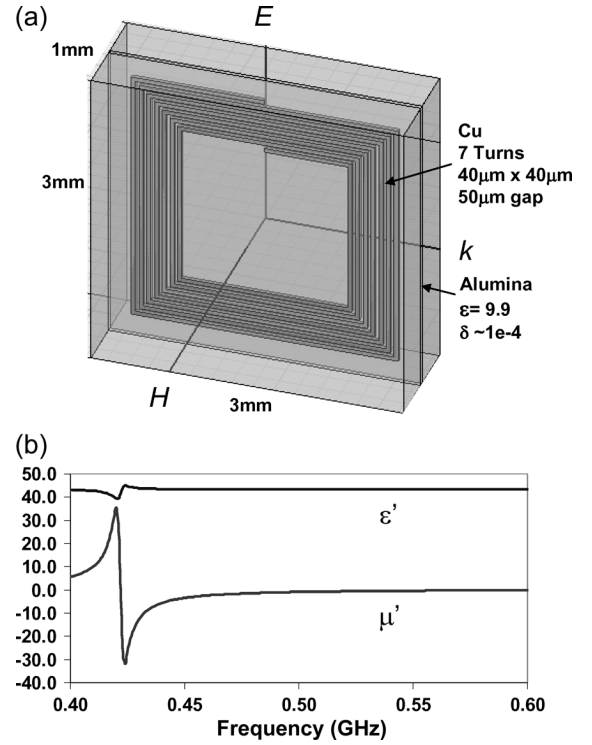 (a)
E
1mm
Cu
7 Turns
40μm x 40μm
50μm gap
3mm
k
Alumina
ε= 9.9
δ ~1e-4
H
3mm
(b)
50.0
40.0
30.0
20.0
10.0
0.0
-10.0
-20.0
-30.0
-40.0
ε’
μ’
0.40 0.45 0.50 0.55 0.60
Frequency (GHz)